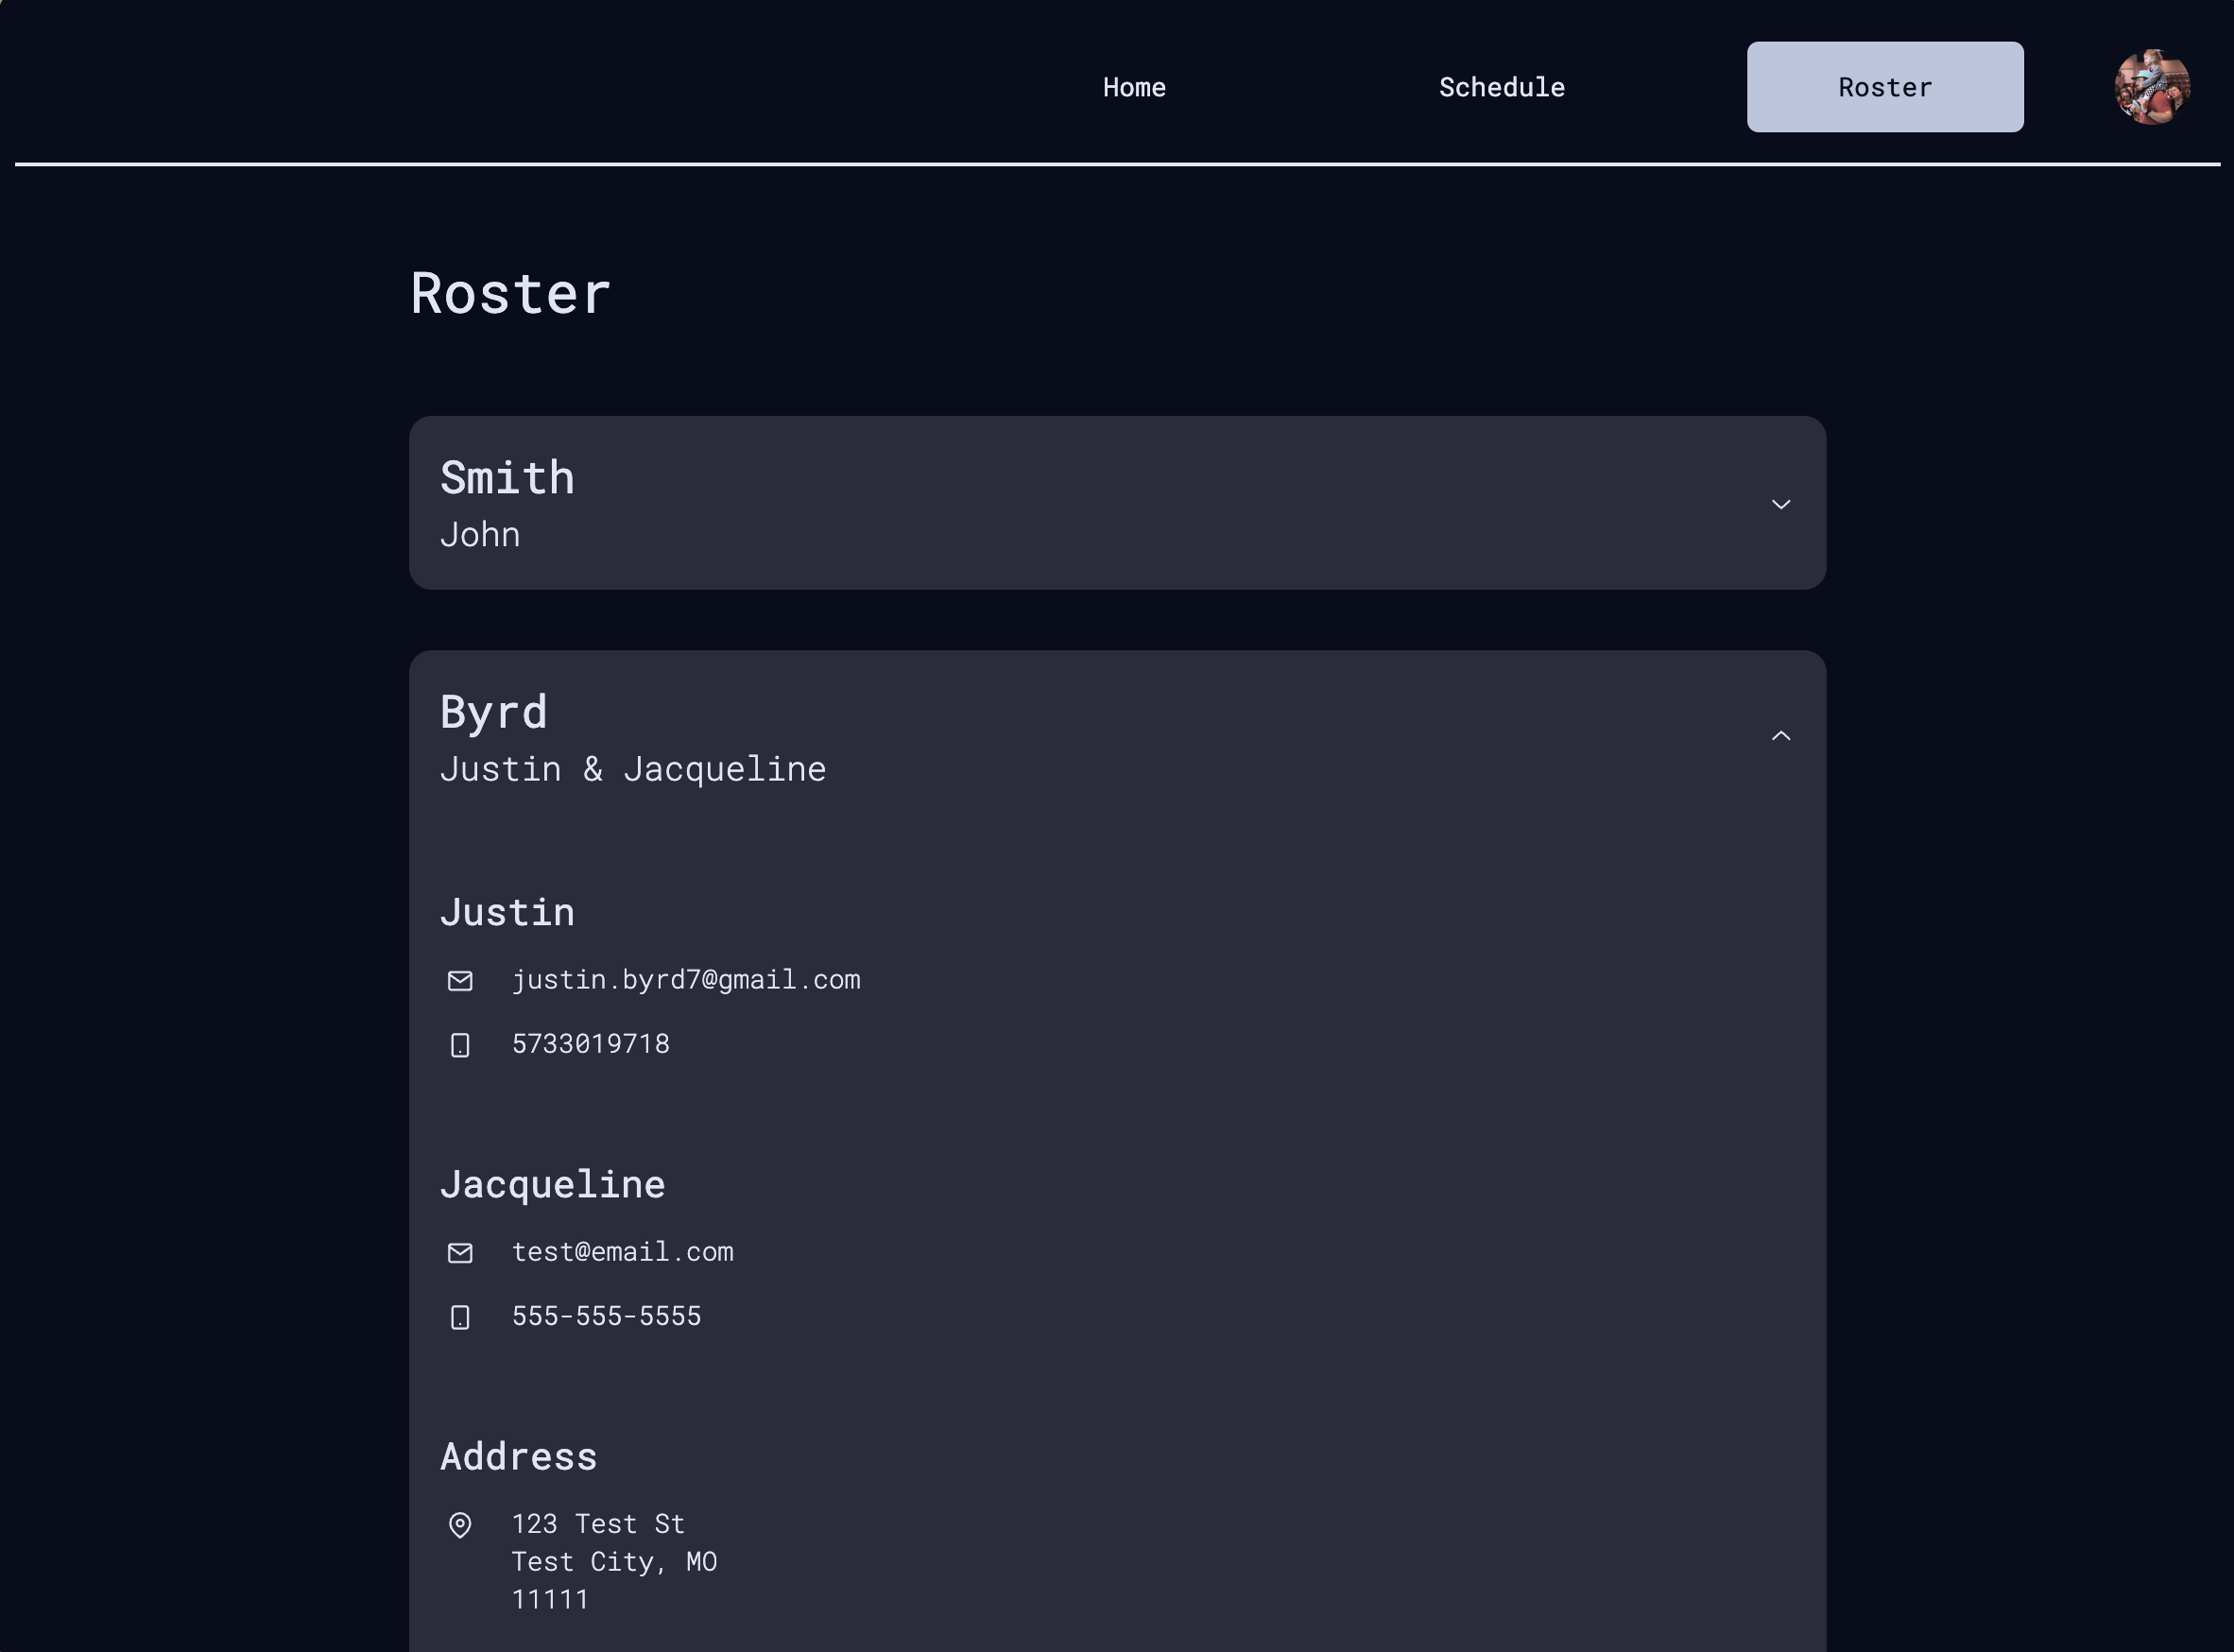 Home
Schedule
Roster
Roster
Smith
John
Byrd
Justin & Jacqueline
Justin
justin.byrd7@gmail.com
5733019718
Jacqueline
test@email.com
555-555-5555
Address
123 Test St
Test City, MO
11111